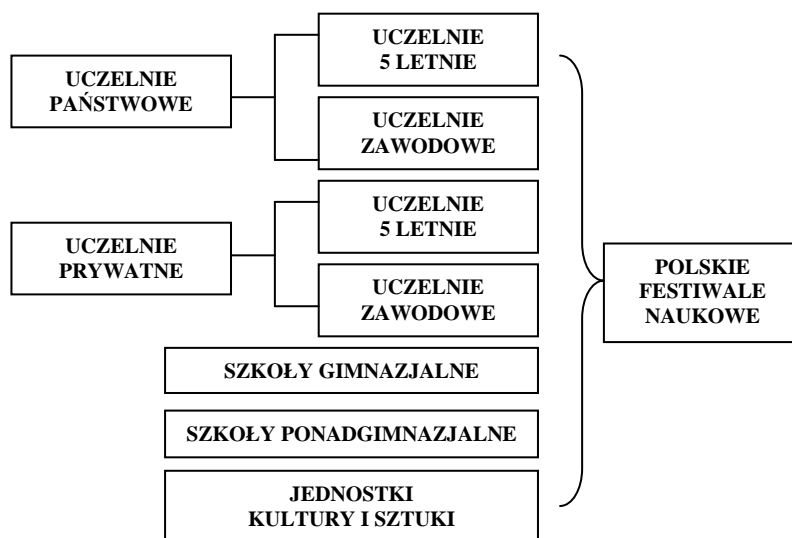 UCZELNIE
PAŃSTWOWE
UCZELNIE
5 LETNIE
UCZELNIE
ZAWODOWE
UCZELNIE
PRYWATNE
UCZELNIE
5 LETNIE
UCZELNIE
ZAWODOWE
SZKOŁY GIMNAZJALNE
SZKOŁY PONADGIMNAZJALNE
JEDNOSTKI
KULTURY I SZTUKI
POLSKIE
FESTIWALE
NAUKOWE